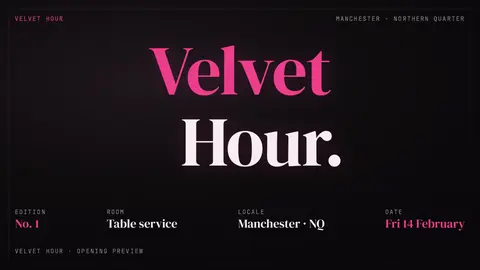 VELVET HOUR
MANCHESTER · NORTHERN QUARTER
Velvet
Hour.
EDITION
No. 1
ROOM
Table service
LOCALE
Manchester · NQ
DATE
Fri 14 February
VELVET HOUR · OPENING PREVIEW